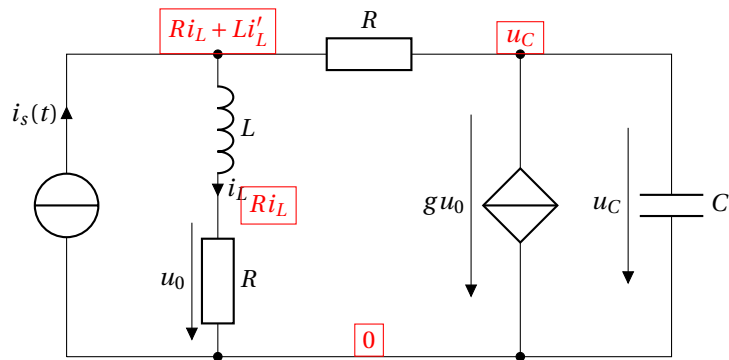 R
Ri_L + Li'_L
u_C
i_s(t)
L
i_L
Ri_L
gu_0
u_C
C
u_0
R
0